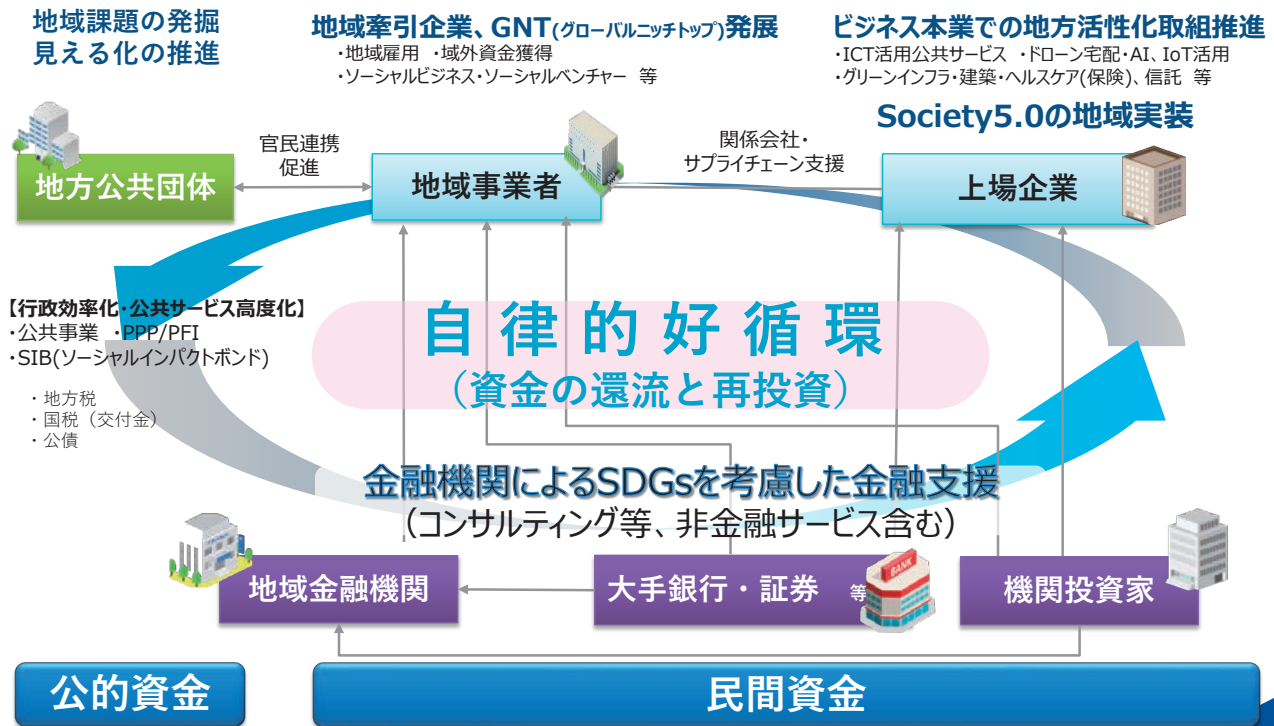 地域課題の発掘
見える化の推進
地域牽引企業、GNT(グローバルニッチトップ)発展
・地域雇用 ・域外資金獲得
・ソーシャルビジネス・ソーシャルベンチャー 等
ビジネス本業での地方活性化取組推進
・ICT活用公共サービス ・ドローン宅配・AI、IoT活用
・グリーンインフラ・建築・ヘルスケア(保険)、信託 等
Society5.0の地域実装
地方公共団体
官民連携
促進
地域事業者
関係会社・
サプライチェーン支援
上場企業
【行政効率化・公共サービス高度化】
・公共事業 ・PPP/PFI
・SIB(ソーシャルインパクトボンド)
・地方税
・国税（交付金）
・公債
自律的好循環
（資金の還流と再投資）
金融機関によるSDGsを考慮した金融支援
（コンサルティング等、非金融サービス含む）
地域金融機関
大手銀行・証券 等
BANK
機関投資家
公的資金
民間資金